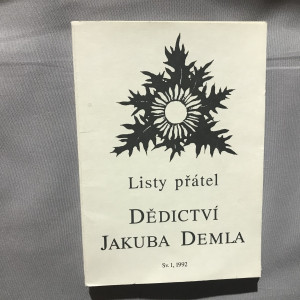 Listy přátel
DĚDICTVÍ
JAKUBA DEMLA
Sv. 1, 1992